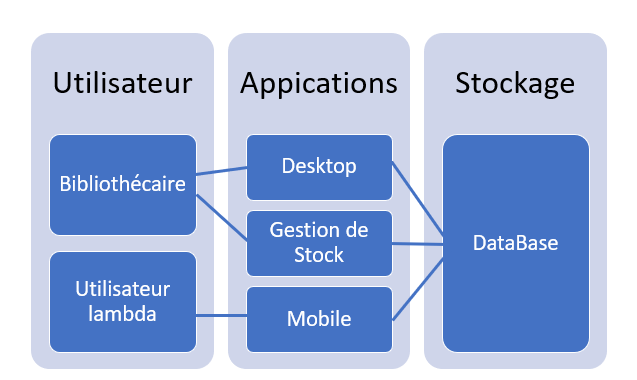 Utilisateur
Appications
Stockage
Bibliothécaire
Desktop
Gestion de
Stock
DataBase
Utilisateur
lambda
Mobile